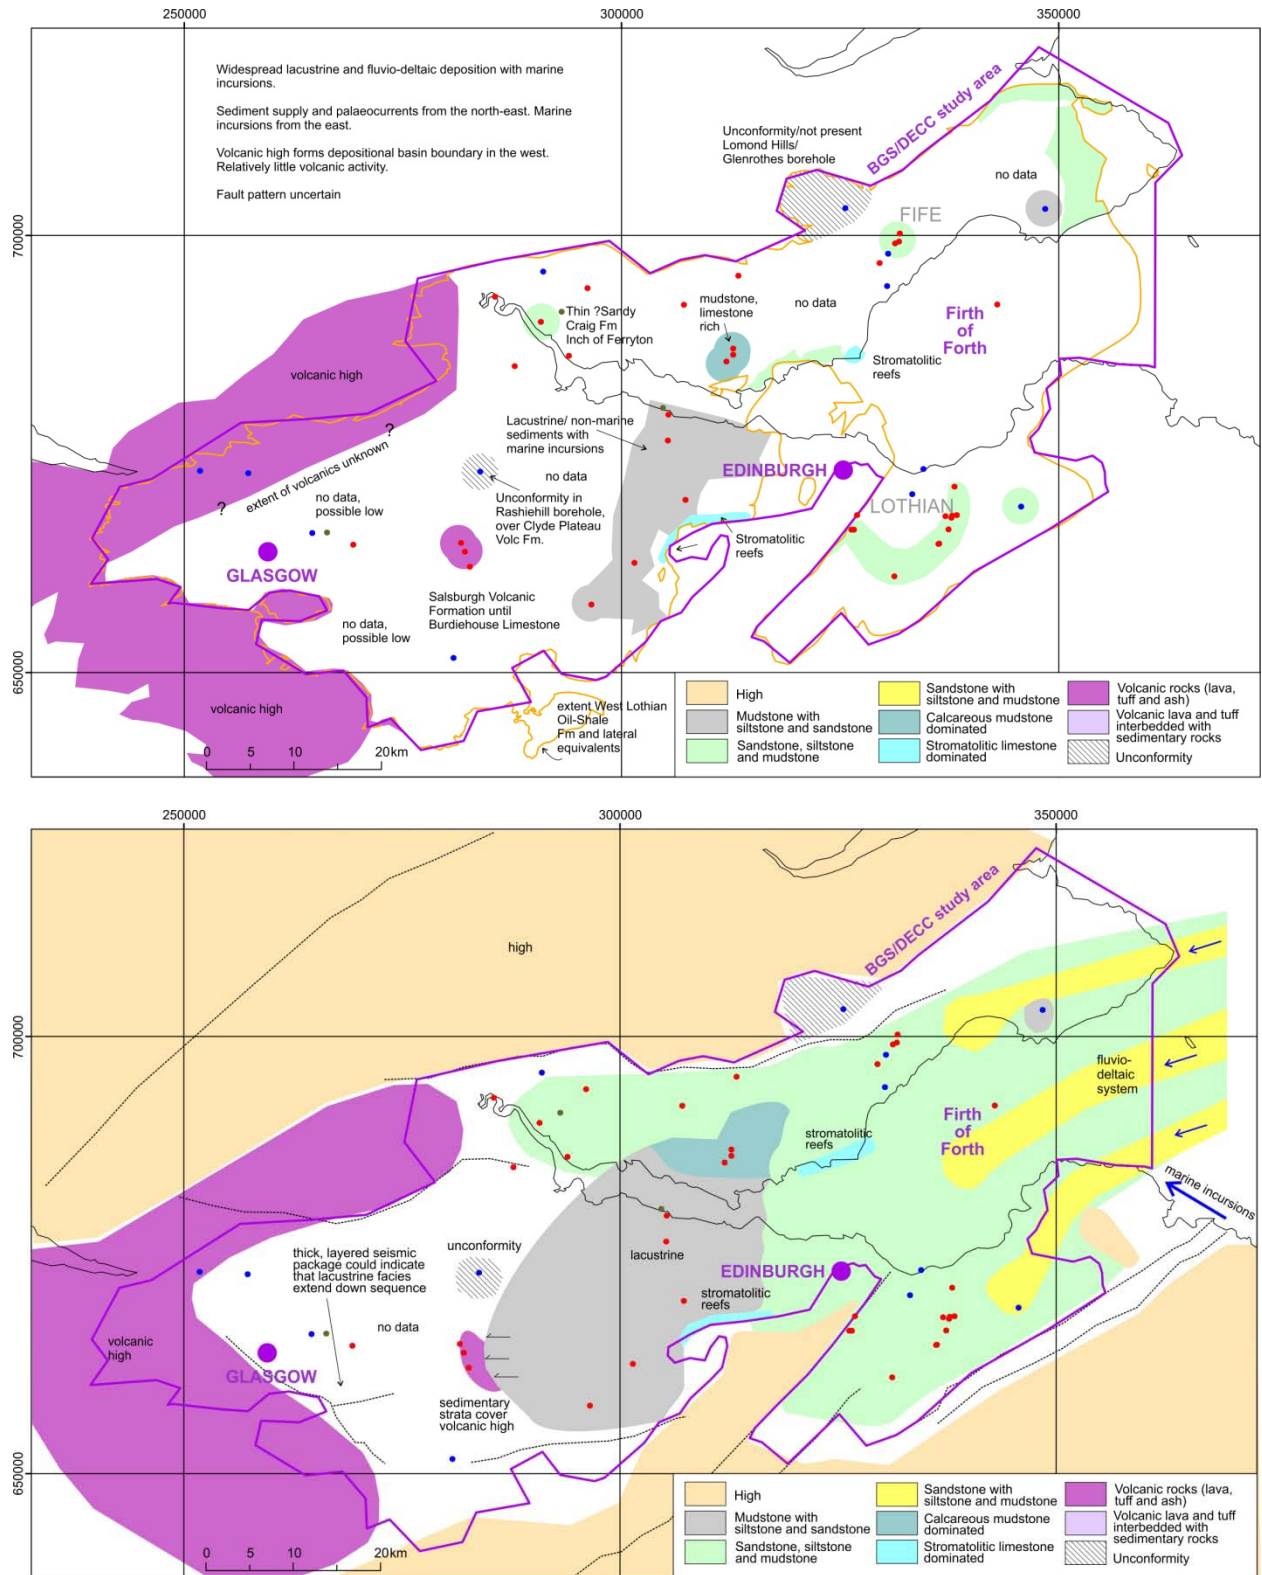 250000
300000
350000
Widespread lacustrine and fluvio-deltaic deposition with marine
incursions.
Sediment supply and palaeocurrents from the north-east. Marine
incursions from the east.
Volcanic high forms depositional basin boundary in the west.
Relatively little volcanic activity.
Fault pattern uncertain
Unconformity/not present
Lomond Hills/
Glenrothes borehole
BGS/DECC study area
no data
FIFE
700000
Thin ?Sandy
Craig Fm
Inch of Ferryton
mudstone,
limestone
rich
no data
Firth
of
Forth
Stromatolitic
reefs
volcanic high
?
extent of volcanics unknown
?
Lacustrine/ non-marine
sediments with
marine incursions
no data
EDINBURGH
LOTHIAN
no data,
possible low
Unconformity in
Rashiehill borehole,
over Clyde Plateau
Volc Fm.
Stromatolitic
reefs
GLASGOW
Salsburgh Volcanic
Formation until
Burdiehouse Limestone
no data,
possible low
650000
volcanic high
extent West Lothian
Oil-Shale
Fm and lateral
equivalents
0 5 10 20km
High
Mudstone with
siltstone and sandstone
Sandstone, siltstone
and mudstone
Sandstone with
siltstone and mudstone
Calcareous mudstone
dominated
Stromatolitic limestone
dominated
Volcanic rocks (lava,
tuff and ash)
Volcanic lava and tuff
interbedded with
sedimentary rocks
Unconformity
250000
300000
350000
high
BGS/DECC study area
700000
fluvio-
deltaic
system
Firth
of
Forth
stromatolitic
reefs
marine incursions
thick, layered seismic
package could indicate
that lacustrine facies
extend down sequence
unconformity
lacustrine
EDINBURGH
stromatolitic
reefs
no data
volcanic
high
GLASGOW
sedimentary
strata cover
volcanic high
650000
0 5 10 20km
High
Mudstone with
siltstone and sandstone
Sandstone, siltstone
and mudstone
Sandstone with
siltstone and mudstone
Calcareous mudstone
dominated
Stromatolitic limestone
dominated
Volcanic rocks (lava,
tuff and ash)
Volcanic lava and tuff
interbedded with
sedimentary rocks
Unconformity